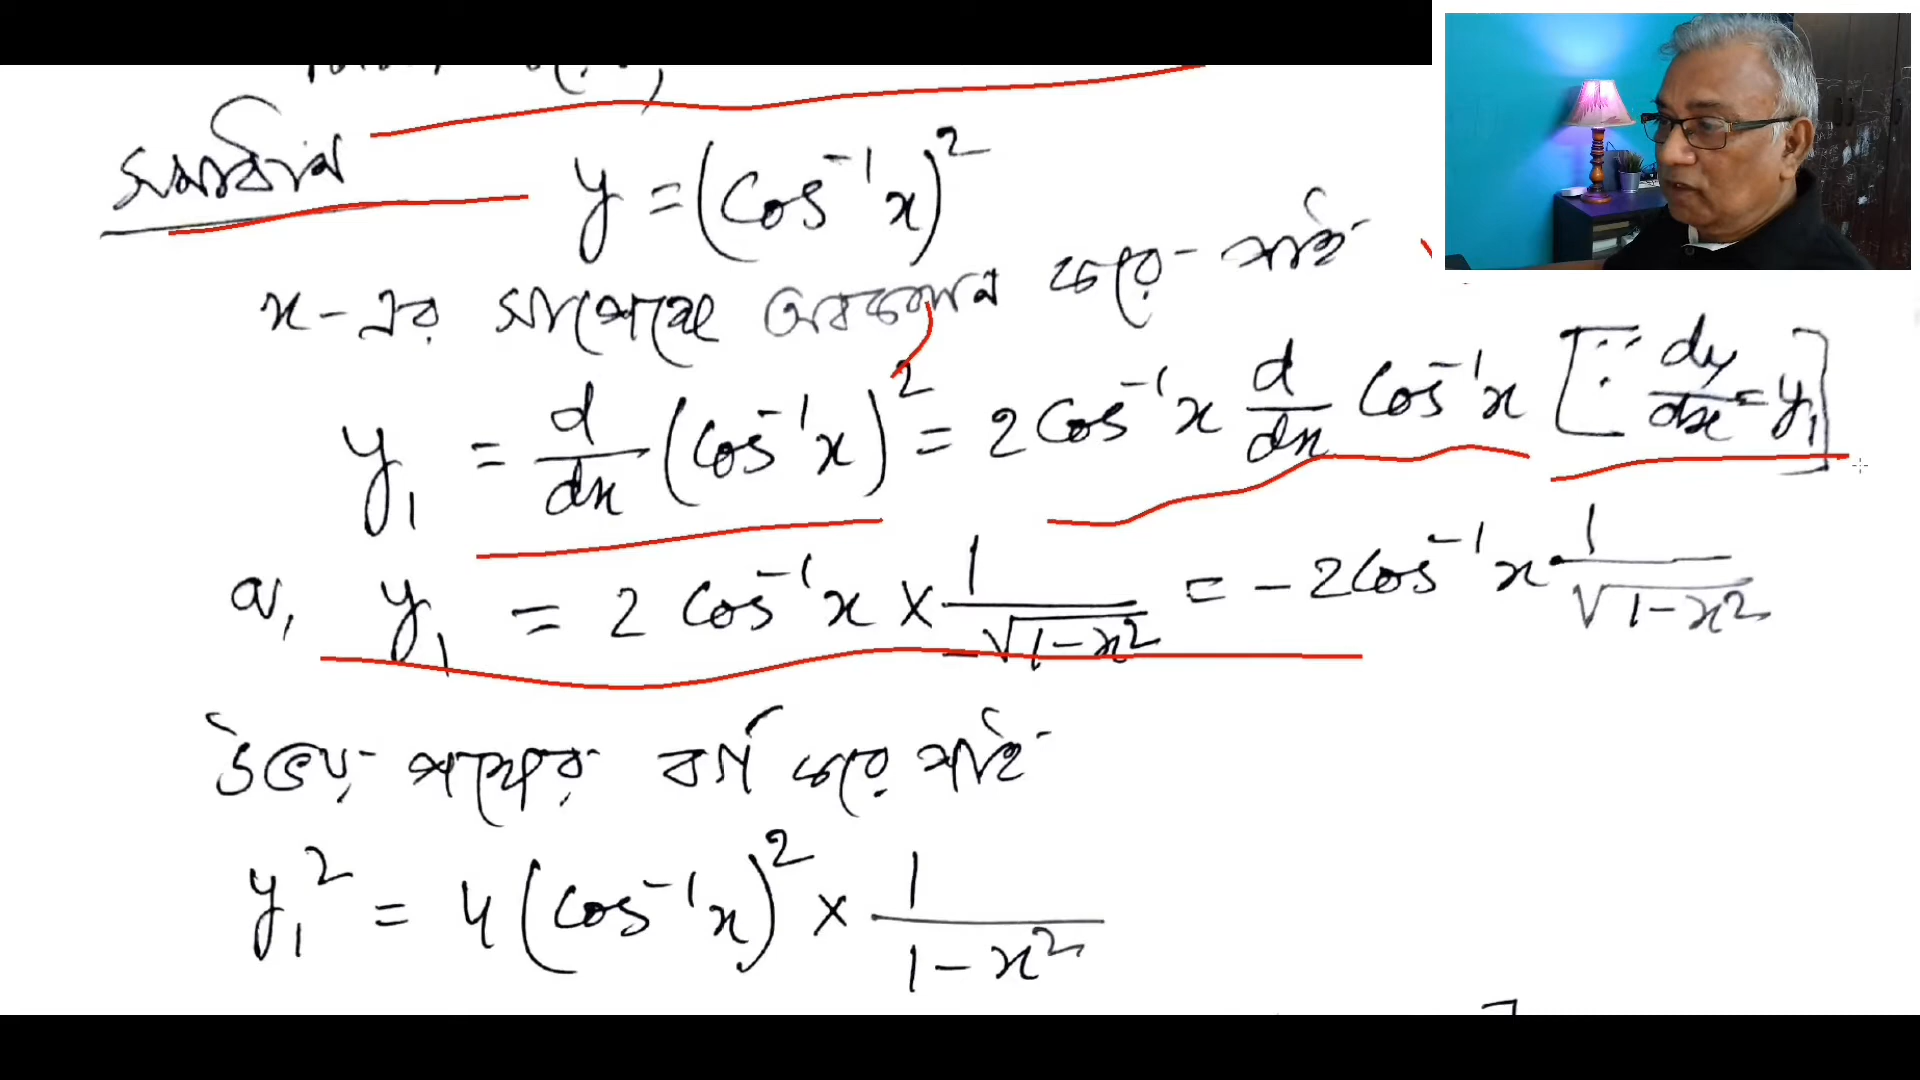 সমাধান
y = (Cos⁻¹x)²
x-এর সাপেক্ষে অবকলন করে পাই
y₁ = d/dx (Cos⁻¹x)² = 2Cos⁻¹x d/dx Cos⁻¹x [∵ dy/dx = y₁]
বা, y₁ = 2 Cos⁻¹x × 1/-√(1-x²) = -2Cos⁻¹x · 1/√(1-x²)
উভয় পক্ষের বর্গ করে পাই
y₁² = 4 (Cos⁻¹x)² × 1/(1-x²)